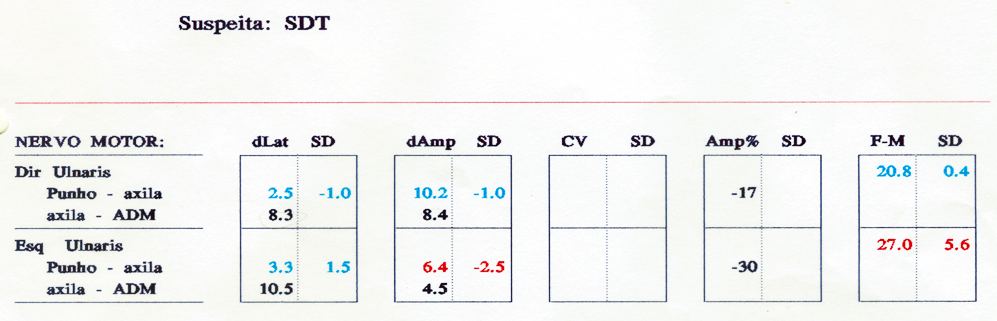 Suspeita: SDT
NERVO MOTOR: dLat SD dAmp SD CV SD Amp% SD F-M SD
Dir Ulnaris 20.8 0.4
Punho - axila 2.5 -1.0 10.2 -1.0 -17
axila - ADM 8.3 8.4
Esq Ulnaris 27.0 5.6
Punho - axila 3.3 1.5 6.4 -2.5 -30
axila - ADM 10.5 4.5